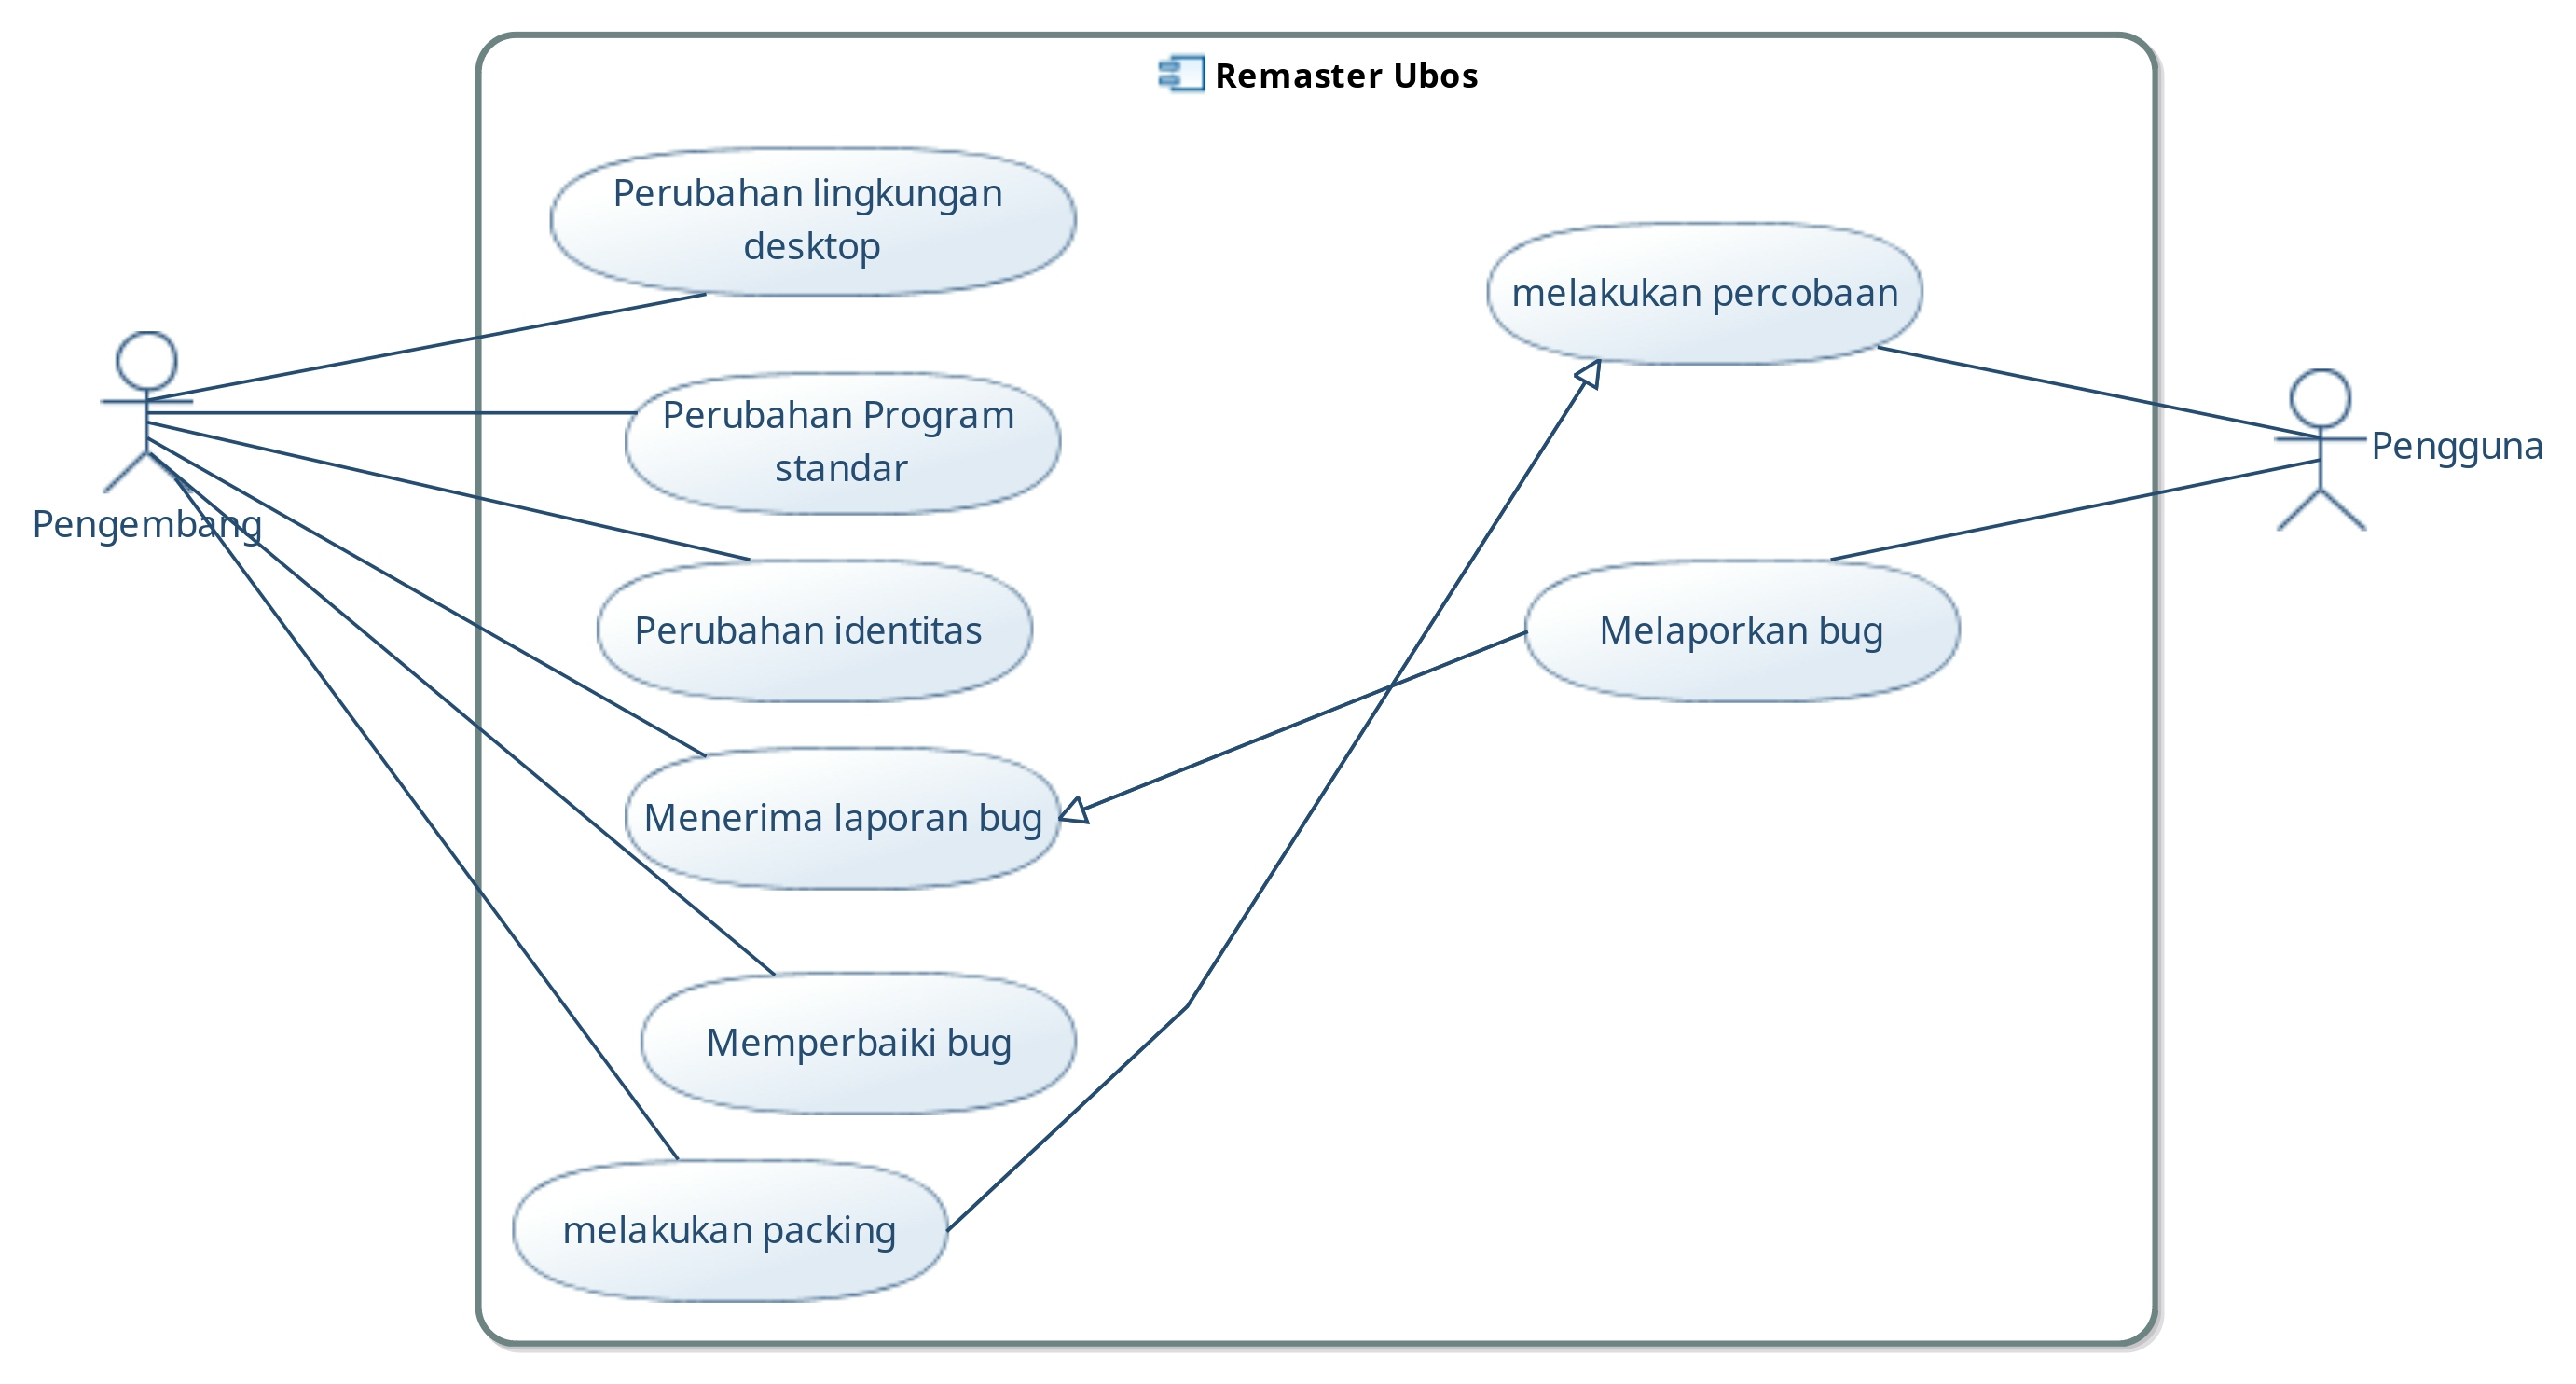 Remaster Ubos
Perubahan lingkungan
desktop
melakukan percobaan
Perubahan Program
standar
Pengguna
Pengembang
Perubahan identitas
Melaporkan bug
Menerima laporan bug
Memperbaiki bug
melakukan packing